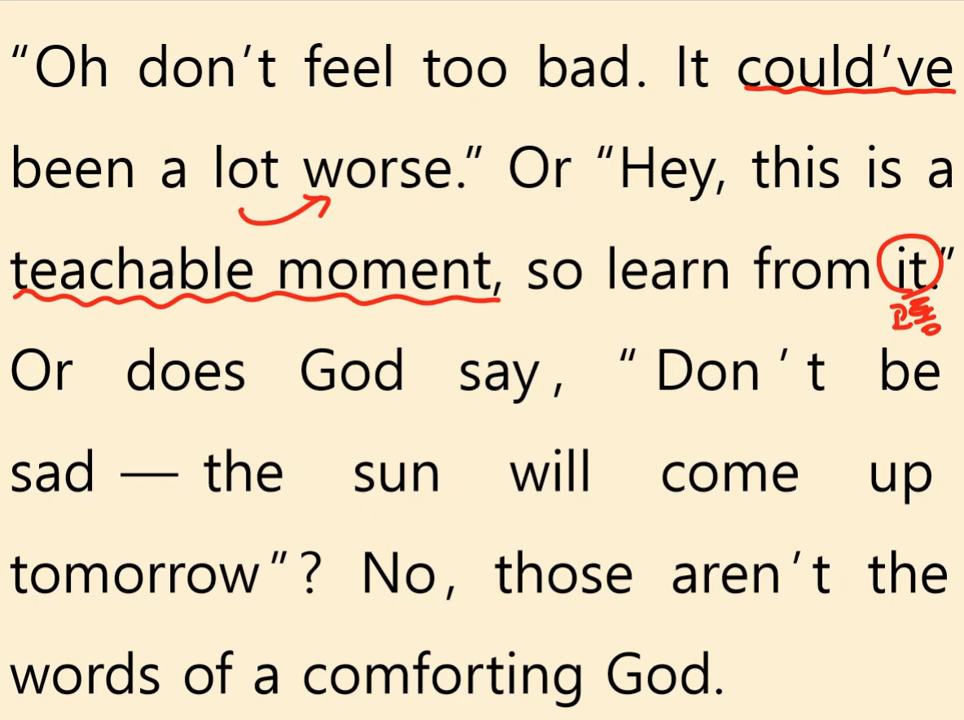 “Oh don’t feel too bad. It could’ve
been a lot worse.” Or “Hey, this is a
teachable moment, so learn from it.”
고통
Or does God say, “Don’t be
sad — the sun will come up
tomorrow”? No, those aren’t the
words of a comforting God.